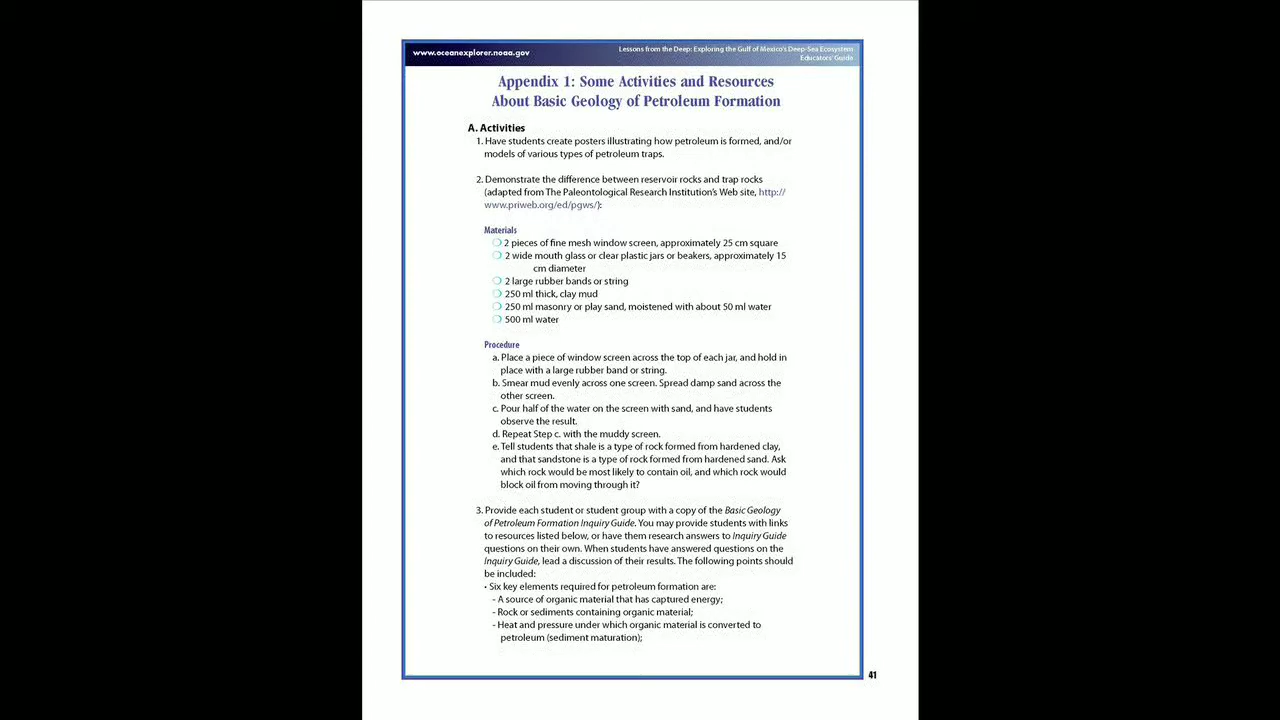 www.oceanexplorer.noaa.gov
Lessons from the Deep: Exploring the Gulf of Mexico's Deep-Sea Ecosystem
Educators' Guide
Appendix 1: Some Activities and Resources
About Basic Geology of Petroleum Formation
A. Activities
1. Have students create posters illustrating how petroleum is formed, and/or
models of various types of petroleum traps.
2. Demonstrate the difference between reservoir rocks and trap rocks
(adapted from The Paleontological Research Institution's Web site, http://
www.priweb.org/ed/pgws/):
Materials
❍ 2 pieces of fine mesh window screen, approximately 25 cm square
❍ 2 wide mouth glass or clear plastic jars or beakers, approximately 15
cm diameter
❍ 2 large rubber bands or string
❍ 250 ml thick, clay mud
❍ 250 ml masonry or play sand, moistened with about 50 ml water
❍ 500 ml water
Procedure
a. Place a piece of window screen across the top of each jar, and hold in
place with a large rubber band or string.
b. Smear mud evenly across one screen. Spread damp sand across the
other screen.
c. Pour half of the water on the screen with sand, and have students
observe the result.
d. Repeat Step c. with the muddy screen.
e. Tell students that shale is a type of rock formed from hardened clay,
and that sandstone is a type of rock formed from hardened sand. Ask
which rock would be most likely to contain oil, and which rock would
block oil from moving through it?
3. Provide each student or student group with a copy of the Basic Geology
of Petroleum Formation Inquiry Guide. You may provide students with links
to resources listed below, or have them research answers to Inquiry Guide
questions on their own. When students have answered questions on the
Inquiry Guide, lead a discussion of their results. The following points should
be included:
• Six key elements required for petroleum formation are:
- A source of organic material that has captured energy;
- Rock or sediments containing organic material;
- Heat and pressure under which organic material is converted to
petroleum (sediment maturation);
41